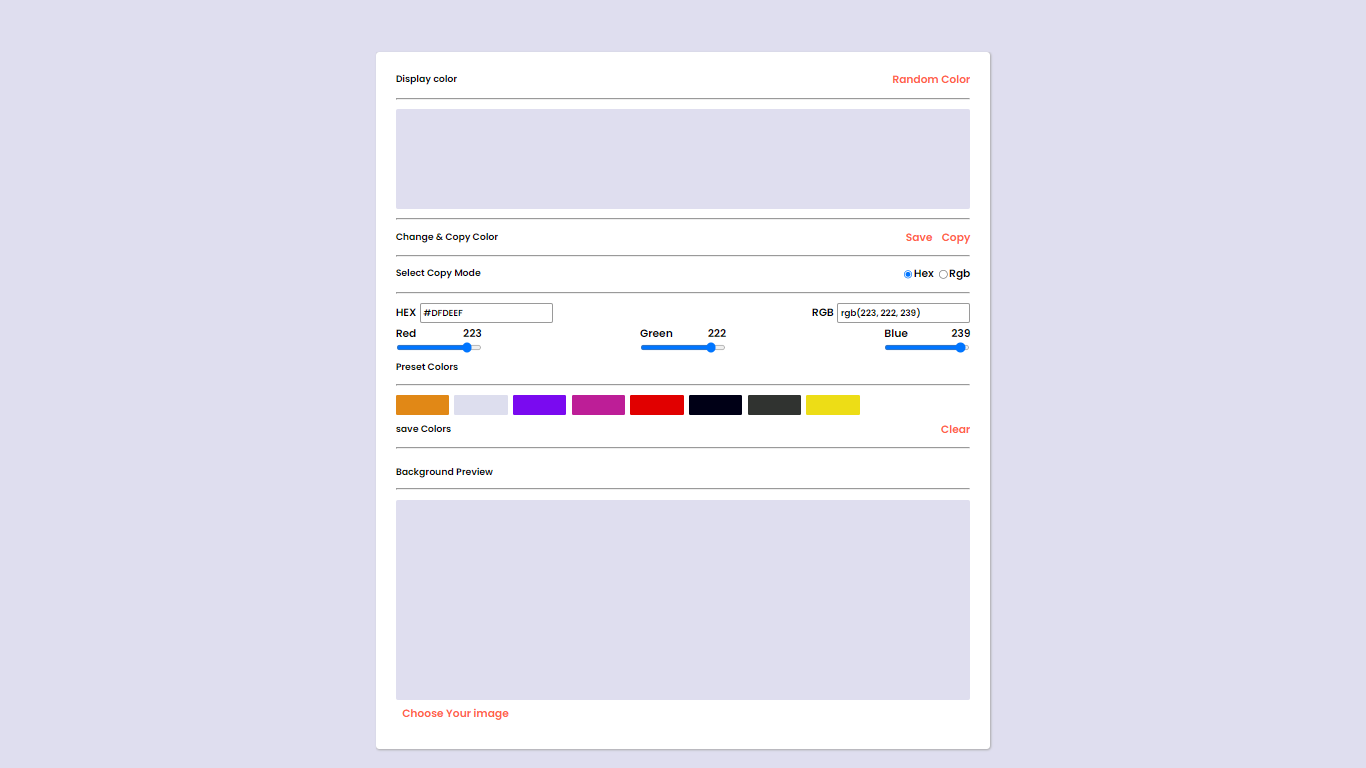 Display color Random Color
Change & Copy Color Save Copy
Select Copy Mode Hex Rgb
HEX #DFDEEF RGB rgb(223, 222, 239)
Red 223 Green 222 Blue 239
Preset Colors
save Colors Clear
Background Preview
Choose Your image